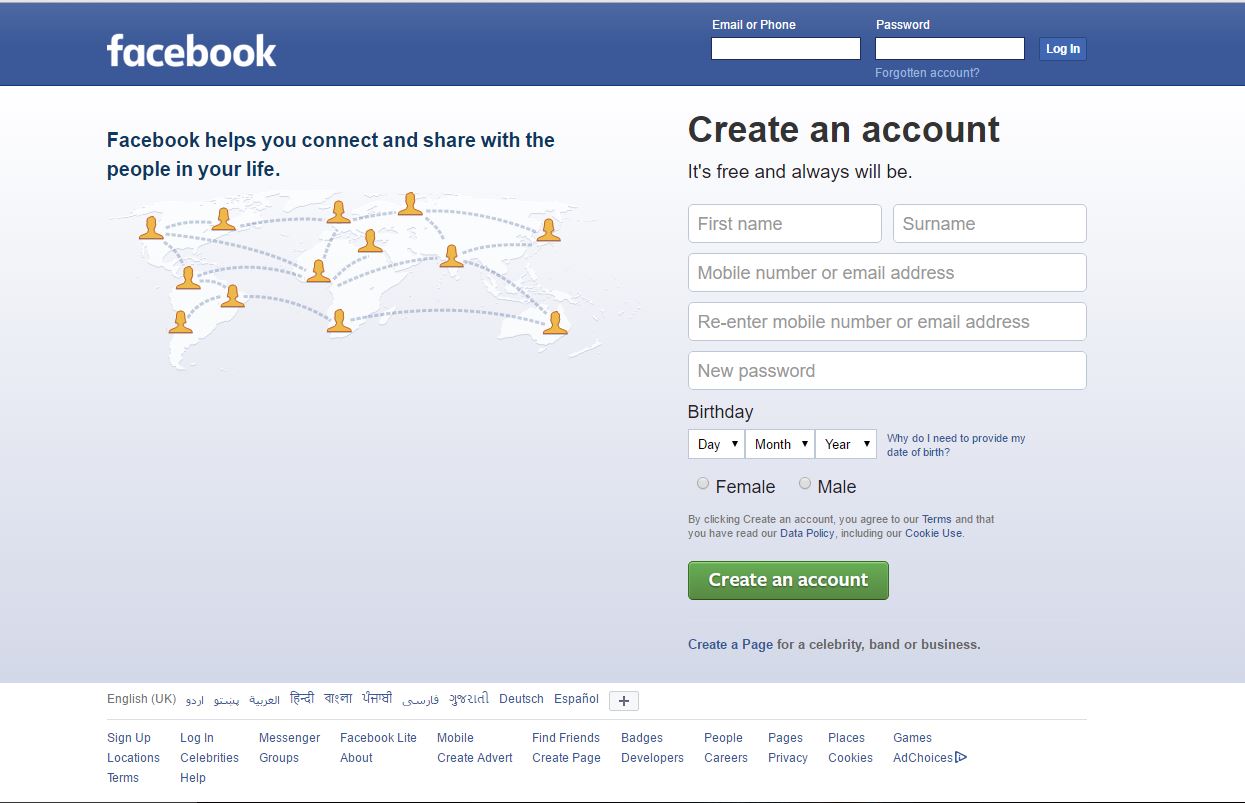 Email or Phone
Password
facebook
Log In
Forgotten account?
Facebook helps you connect and share with the
people in your life.
Create an account
It's free and always will be.
First name
Surname
Mobile number or email address
Re-enter mobile number or email address
New password
Birthday
Day
Month
Year
Why do I need to provide my
date of birth?
Female
Male
By clicking Create an account, you agree to our Terms and that
you have read our Data Policy, including our Cookie Use.
Create an account
Create a Page for a celebrity, band or business.
English (UK) اردو پښتو العربية हिन्दी বাংলা ਪੰਜਾਬੀ فارسی ગુજરાતી Deutsch Español +
Sign Up Log In Messenger Facebook Lite Mobile Find Friends Badges People Pages Places Games
Locations Celebrities Groups About Create Advert Create Page Developers Careers Privacy Cookies AdChoices
Terms Help